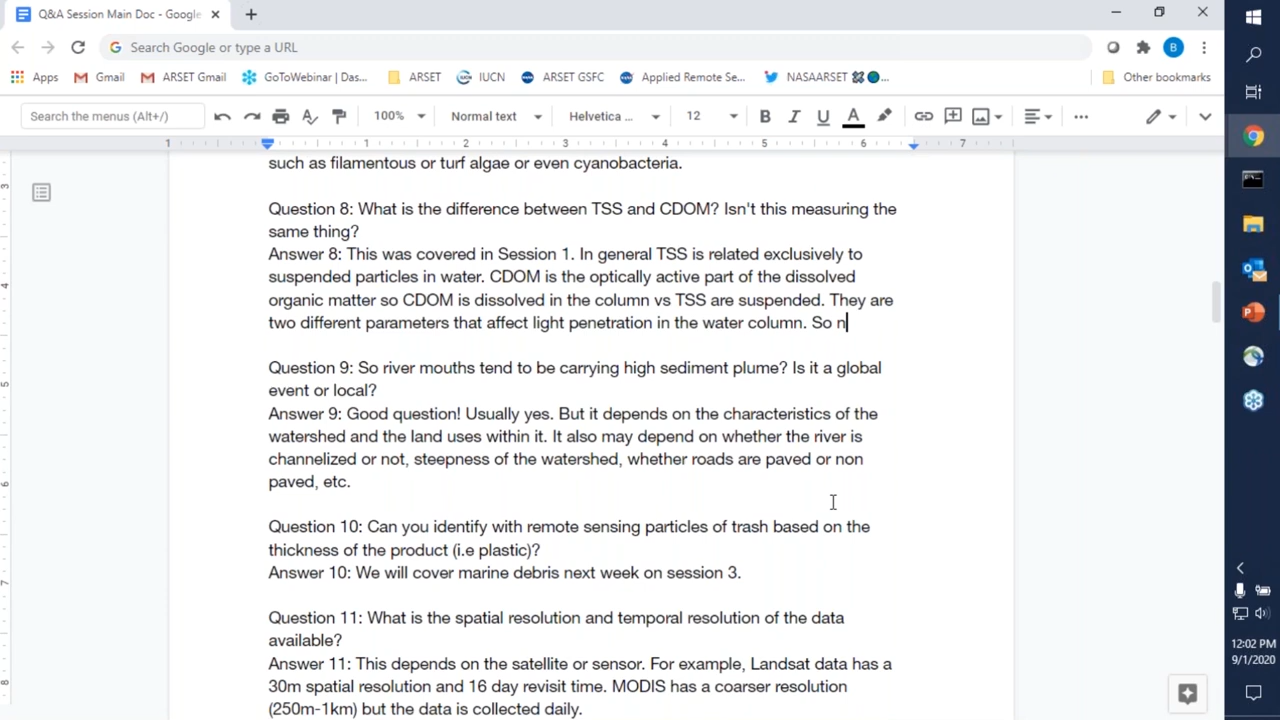 Q&A Session Main Doc - Google
Search Google or type a URL
Apps Gmail ARSET Gmail GoToWebinar | Das... ARSET IUCN ARSET GSFC Applied Remote Se... NASAARSET Other bookmarks
Search the menus (Alt+/) 100% Normal text Helvetica ... 12 B I U A
1 1 2 3 4 5 6 7
such as filamentous or turf algae or even cyanobacteria.
Question 8: What is the difference between TSS and CDOM? Isn't this measuring the
same thing?
Answer 8: This was covered in Session 1. In general TSS is related exclusively to
suspended particles in water. CDOM is the optically active part of the dissolved
organic matter so CDOM is dissolved in the column vs TSS are suspended. They are
two different parameters that affect light penetration in the water column. So n
Question 9: So river mouths tend to be carrying high sediment plume? Is it a global
event or local?
Answer 9: Good question! Usually yes. But it depends on the characteristics of the
watershed and the land uses within it. It also may depend on whether the river is
channelized or not, steepness of the watershed, whether roads are paved or non
paved, etc.
Question 10: Can you identify with remote sensing particles of trash based on the
thickness of the product (i.e plastic)?
Answer 10: We will cover marine debris next week on session 3.
Question 11: What is the spatial resolution and temporal resolution of the data
available?
Answer 11: This depends on the satellite or sensor. For example, Landsat data has a
30m spatial resolution and 16 day revisit time. MODIS has a coarser resolution
(250m-1km) but the data is collected daily.
12:02 PM
9/1/2020